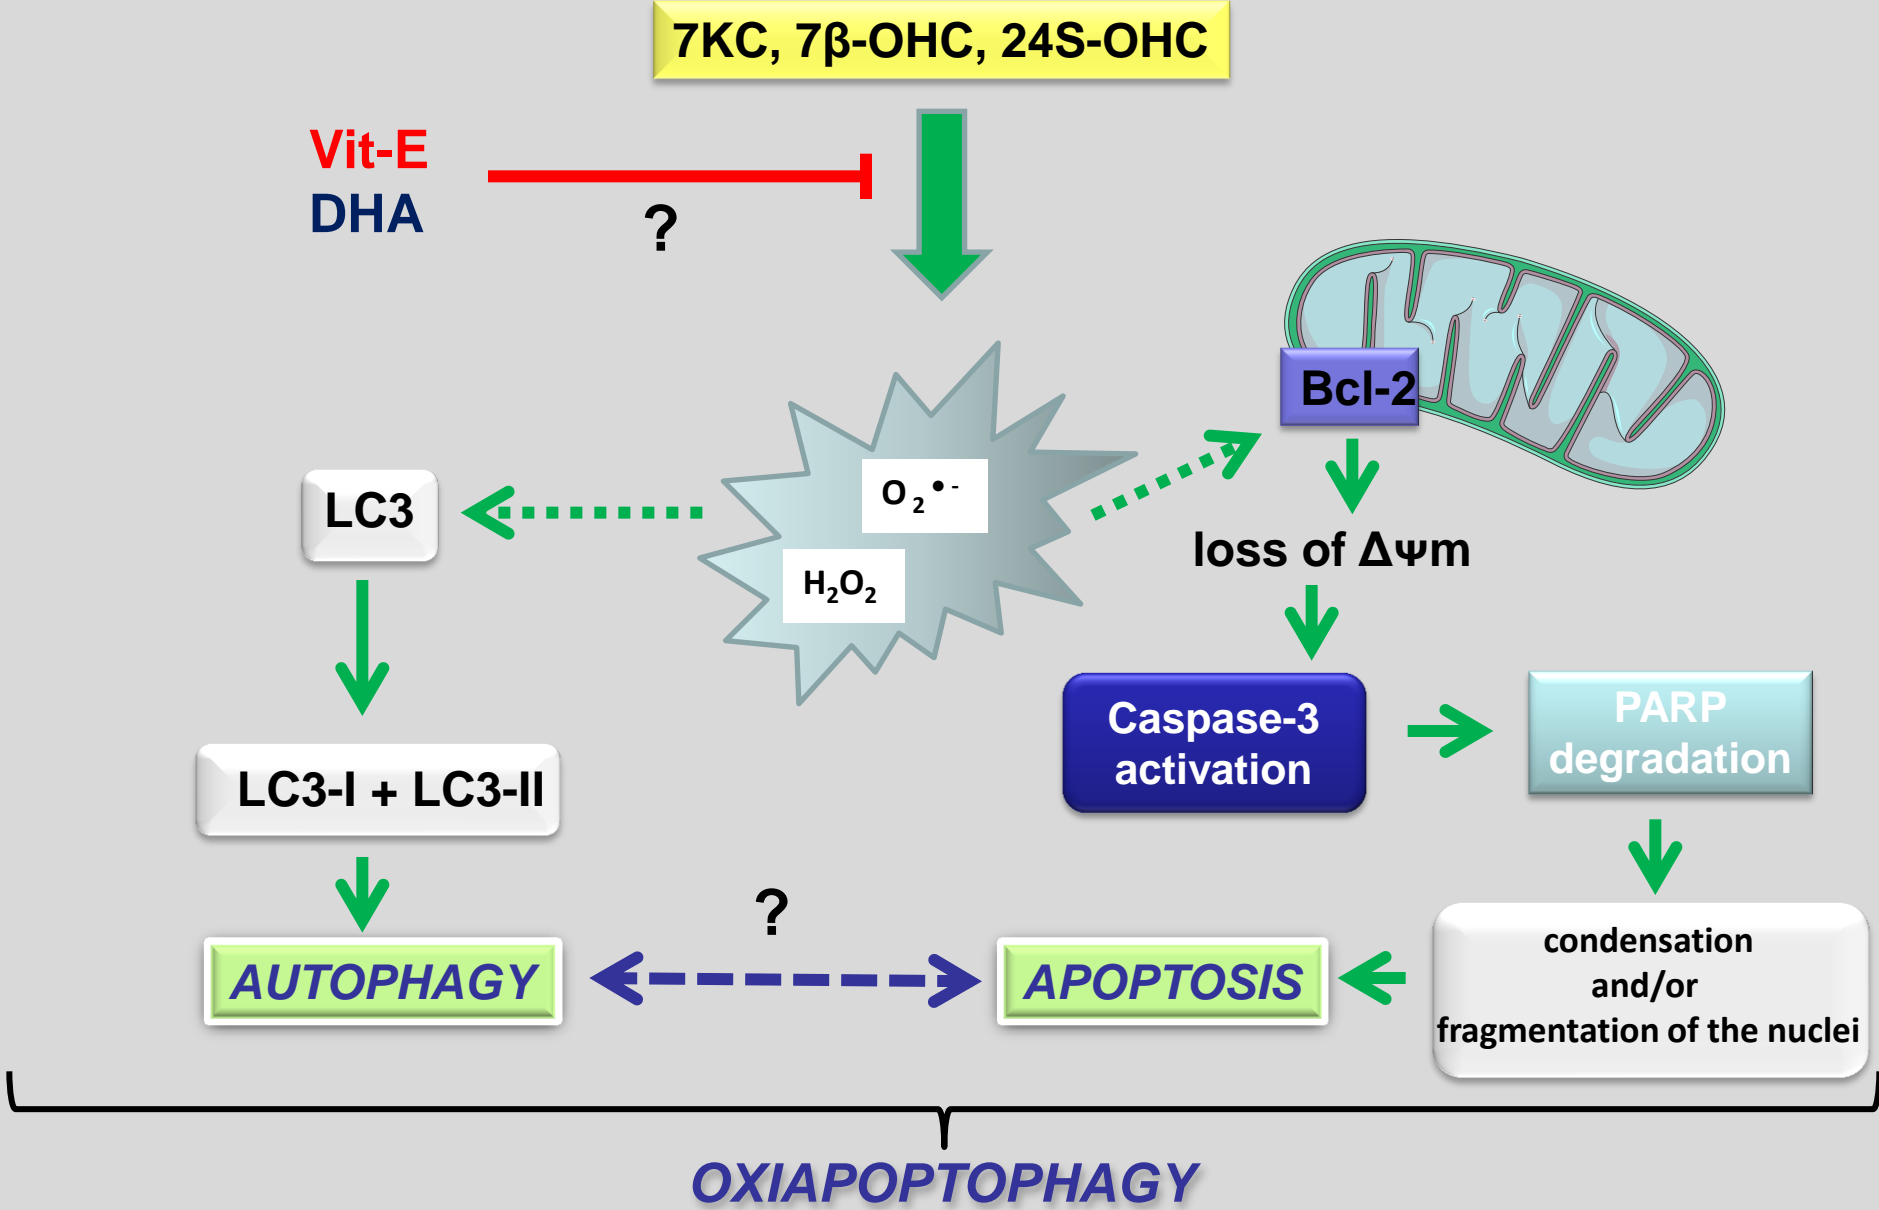 7KC, 7β-OHC, 24S-OHC
Vit-E
DHA
?
Bcl-2
O₂•-
H₂O₂
LC3
loss of ΔΨm
Caspase-3
activation
PARP
degradation
LC3-I + LC3-II
?
AUTOPHAGY
APOPTOSIS
condensation
and/or
fragmentation of the nuclei
OXIAPOPTOPHAGY